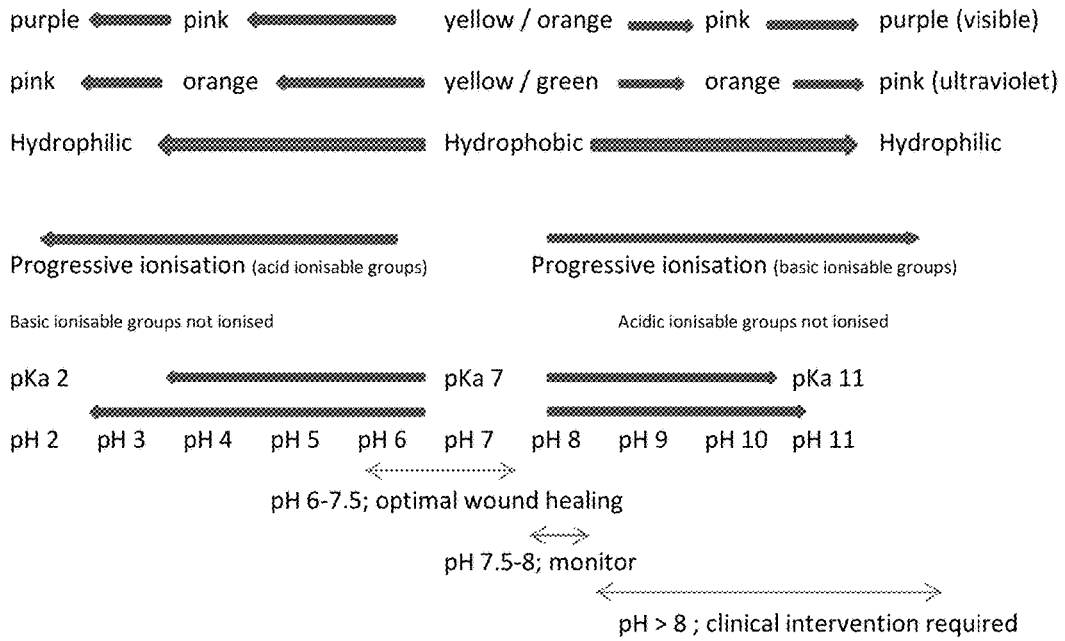 purple pink yellow / orange pink purple (visible)
pink orange yellow / green orange pink (ultraviolet)
Hydrophilic Hydrophobic Hydrophilic
Progressive ionisation (acid ionisable groups) Progressive ionisation (basic ionisable groups)
Basic ionisable groups not ionised Acidic ionisable groups not ionised
pKa 2 pKa 7 pKa 11
pH 2 pH 3 pH 4 pH 5 pH 6 pH 7 pH 8 pH 9 pH 10 pH 11
pH 6-7.5; optimal wound healing
pH 7.5-8; monitor
pH > 8 ; clinical intervention required